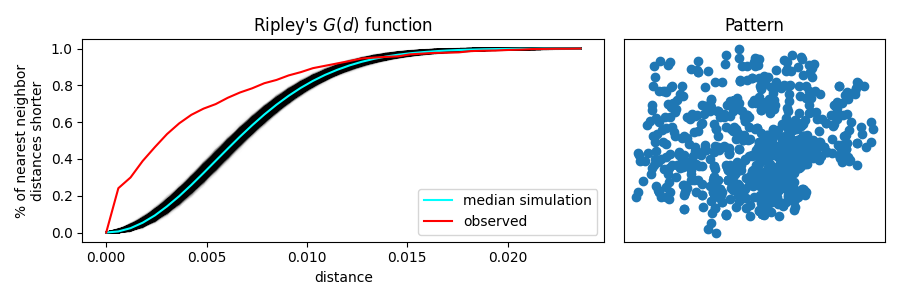 Ripley's G(d) function
% of nearest neighbor
distances shorter
1.0
0.8
0.6
0.4
0.2
0.0
median simulation
observed
0.000
0.005
0.010
0.015
0.020
distance
Pattern